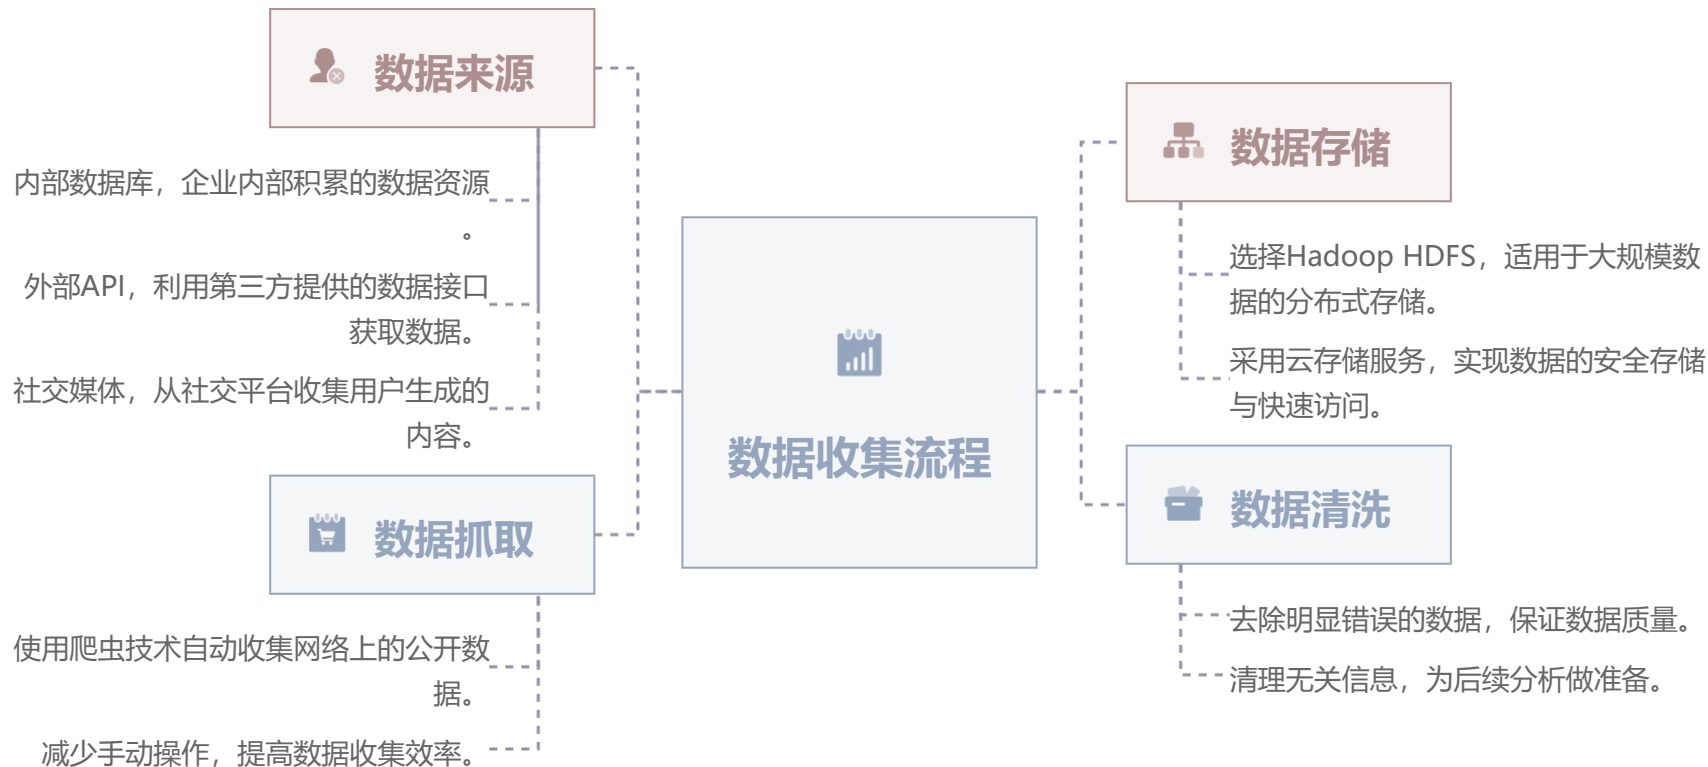 数据来源
内部数据库，企业内部积累的数据资源
。
外部API，利用第三方提供的数据接口
获取数据。
社交媒体，从社交平台收集用户生成的
内容。
数据抓取
使用爬虫技术自动收集网络上的公开数
据。
减少手动操作，提高数据收集效率。
数据收集流程
数据存储
选择Hadoop HDFS，适用于大规模数
据的分布式存储。
采用云存储服务，实现数据的安全存储
与快速访问。
数据清洗
去除明显错误的数据，保证数据质量。
清理无关信息，为后续分析做准备。